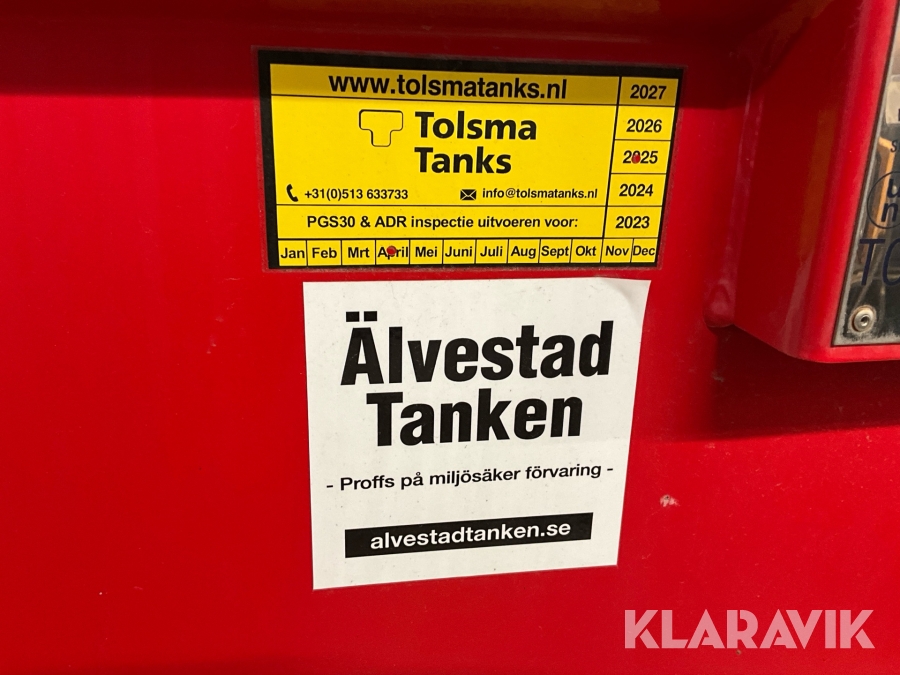 www.tolsmatanks.nl
2027
Tolsma
Tanks
2026
2025
+31(0)513 633733
info@tolsmatanks.nl
2024
PGS30 & ADR inspectie uitvoeren voor:
2023
Jan Feb Mrt April Mei Juni Juli Aug Sept Okt Nov Dec
Älvestad
Tanken
- Proffs på miljösäker förvaring -
alvestadtanken.se
KLARAVIK